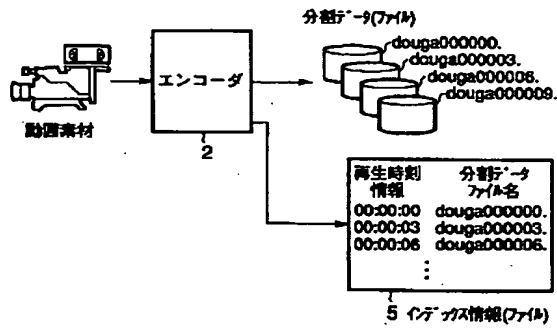 分割データ(ファイル)
douga000000.
douga000003.
douga000006.
douga000009.
エンコーダ
動画素材
2
再生時刻
情報
分割データ
ファイル名
00:00:00 douga000000.
00:00:03 douga000003.
00:00:06 douga000006.
5 インデックス情報(ファイル)